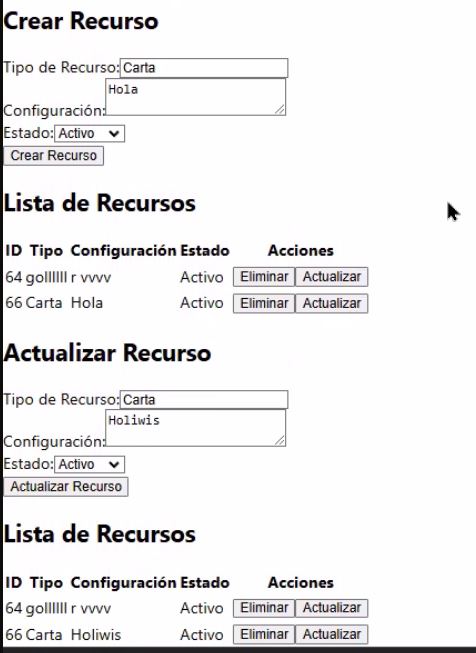 Crear Recurso
Tipo de Recurso: Carta
Configuración: Hola
Estado: Activo
Crear Recurso
Lista de Recursos
ID Tipo Configuración Estado Acciones
64 gollllll r vvvv Activo Eliminar Actualizar
66 Carta Hola Activo Eliminar Actualizar
Actualizar Recurso
Tipo de Recurso: Carta
Configuración: Holiwis
Estado: Activo
Actualizar Recurso
Lista de Recursos
ID Tipo Configuración Estado Acciones
64 gollllll r vvvv Activo Eliminar Actualizar
66 Carta Holiwis Activo Eliminar Actualizar